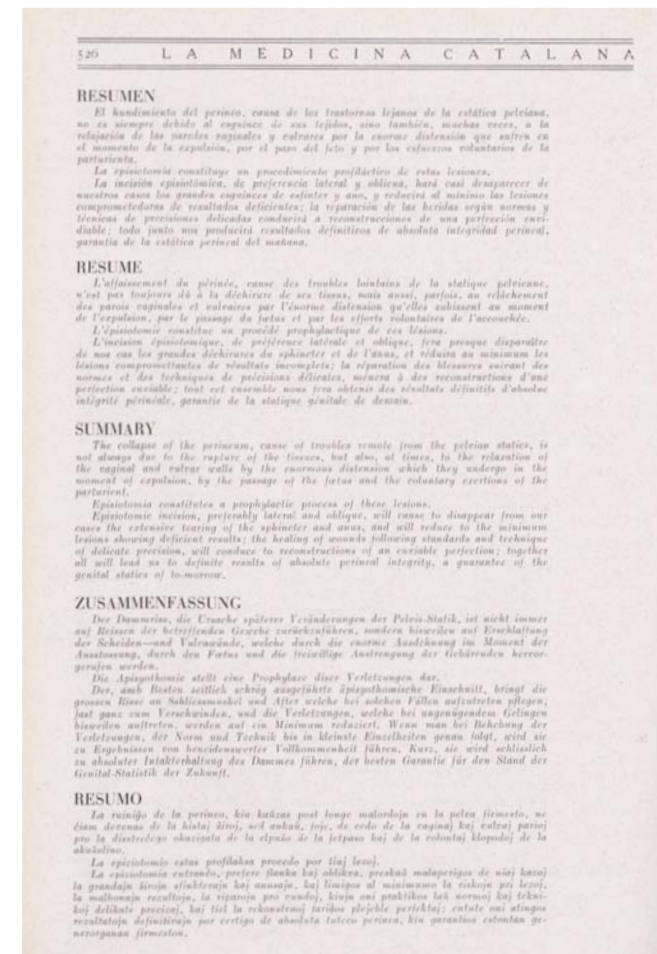 526 LA MEDICINA CATALANA
RESUMEN
El hundimiento del perineo, causa de los trastornos lejanos de la estática pelviana,
no es siempre debido al esguince de sus tejidos, sino también, muchas veces, a la
relajación de las paredes vaginales y vulvares por la enorme distensión que sufren en
el momento de la expulsión, por el paso del feto y por los esfuerzos voluntarios de la
parturienta.
La episiotomía constituye un procedimiento profiláctico de estas lesiones.
La incisión episiotómica, de preferencia lateral y oblicua, hará casi desaparecer de
nuestros casos los grandes esguinces de esfínter y ano, y reducirá al mínimo las lesiones
comprometedoras de resultados deficientes; la reparación de las heridas según normas y
técnicas de precisiones delicadas conducirá a reconstrucciones de una perfección envi-
diable; todo junto nos producirá resultados definitivos de absoluta integridad perineal,
garantía de la estática perineal del mañana.
RESUME
L'affaissement du périnée, cause des troubles lointains de la statique pelvienne,
n'est pas toujours dû à la déchirure de ses tissus, mais aussi, parfois, au relâchement
des parois vaginales et vulvaires par l'énorme distension qu'elles subissent au moment
de l'expulsion, par le passage du fœtus et par les efforts volontaires de l'accouchée.
L'épisiotomie constitue un procédé prophylactique de ces lésions.
L'incision épisiotomique, de préférence latérale et oblique, fera presque disparaître
de nos cas les grandes déchirures du sphincter et de l'anus, et réduira au minimum les
lésions compromettantes de résultats incomplets; la réparation des blessures suivant des
normes et des techniques de précisions délicates, mènera à des reconstructions d'une
perfection enviable; tout cet ensemble nous fera obtenir des résultats définitifs d'absolue
intégrité périnéale, garantie de la statique génitale de demain.
SUMMARY
The collapse of the perineum, cause of troubles remote from the pelvian statics, is
not always due to the rupture of the tissues, but also, at times, to the relaxation of
the vaginal and vulvar walls by the enormous distension which they undergo in the
moment of expulsion, by the passage of the fœtus and the voluntary exertions of the
parturient.
Episiotomia constitutes a prophylactic process of these lesions.
Episiotomic incision, preferably lateral and oblique, will cause to disappear from our
cases the extensive tearing of the sphincter and anus, and will reduce to the minimum
lesions showing deficient results; the healing of wounds following standards and technique
of delicate precision, will conduce to reconstructions of an enviable perfection; together
all will lead us to definite results of absolute perineal integrity, a guarantee of the
genital statics of to-morrow.
ZUSAMMENFASSUNG
Der Dammriss, die Ursache späterer Veränderungen der Pelvis-Statik, ist nicht immer
auf Reissen der betreffenden Gewebe zurückzuführen, sondern bisweilen auf Erschlaffung
der Scheiden—und Vulvawände, welche durch die enorme Ausdehnung im Moment der
Ausstossung, durch den Fœtus und die freiwillige Anstrengung der Gebärenden hervor-
gerufen werden.
Die Apisyothomie stellt eine Prophylaxe diser Verletzungen dar.
Der, amb Besten seitlich schräg ausgeführte äpisyothomische Einschnitt, bringt die
grossen Risse an Schliessmuskel und After welche bei solchen Fällen aufzutreten pflegen,
fast ganz zum Verschwinden, und die Verletzungen, welche bei ungenügendem Gelingen
bisweilen auftreten, werden auf ein Minimum reduziert. Wenn man bei Behebung der
Verletzungen, der Norm und Technik bis in kleinste Einzelheiten genau folgt, wird sie
zu Ergebnissen von beneidenswerter Vollkommenheit führen, Kurz, sie wird schlisslich
zu absoluter Intakterhaltung des Dammes führen, der besten Garantie für den Stand der
Genital-Statistik der Zukunft.
RESUMO
La ruiniĝo de la perineo, kiu kaŭzas post longe malordojn en la pelva firmesto, ne
ĉiam devenas de la histaj ŝiroj, sed ankaŭ, foje, de cedo de la vaginaj kaj vulvaj parioj
pro la okazigata de la de la kaj de la volontaj klopodoj de la
akuŝolino.
La epiziotomio estas profilaksa procedo por tiaj lezoj.
La epiziotomia prefere flanka kaj oblikva, preskaŭ malaperigos de niaj kazoj
la grandajn ŝirojn sfinkterajn kaj anusajn, kaj limigos al minimumo la riskojn pri lezoj,
la malbonajn rezultojn, la riparojn pro vundoj, kiujn oni praktikos laŭ normoj kaj tekni-
koj delikate precizaj, kaj tiel la rekonstruoj fariĝos plejeble perfektaj; entute oni atingos
rezultatojn definitivajn por certigo de absoluta perinea, kiu garantios estontan ge-
nerorganan firmeston.